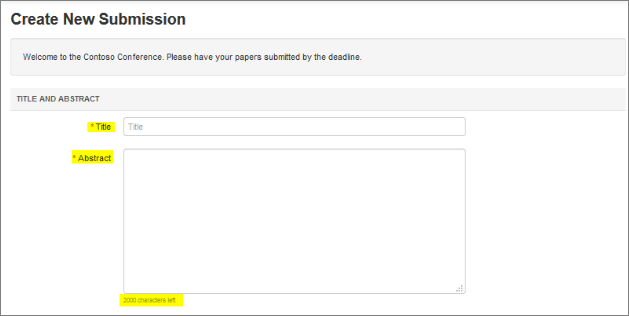 Create New Submission
Welcome to the Contoso Conference. Please have your papers submitted by the deadline.
TITLE AND ABSTRACT
* Title
Title
* Abstract
2000 characters left